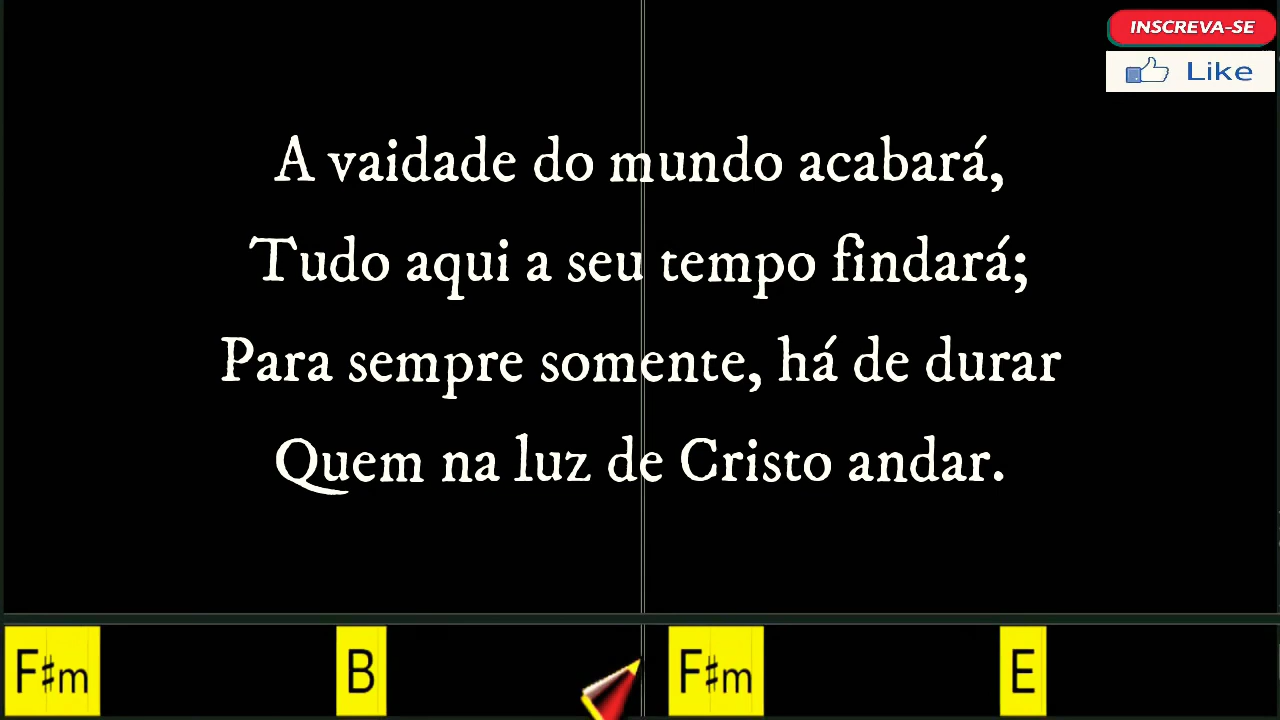 INSCREVA-SE
Like
A vaidade do mundo acabará,
Tudo aqui a seu tempo findará;
Para sempre somente, há de durar
Quem na luz de Cristo andar.
F♯m B F♯m E